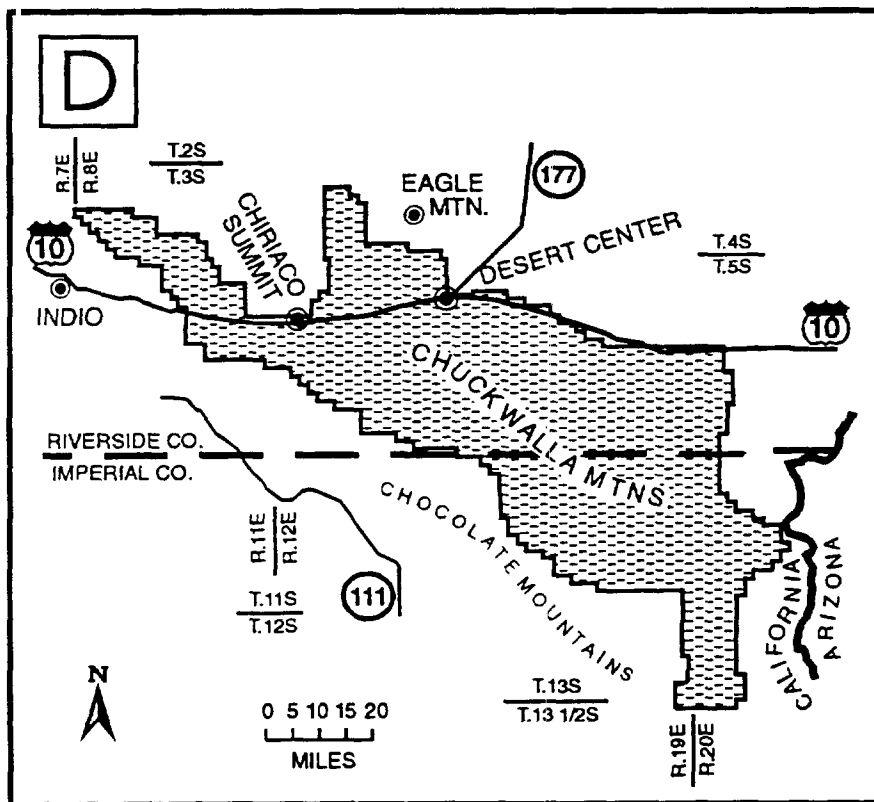 D
R.7E
R.8E
T.2S
T.3S
EAGLE
MTN.
177
CHIRIACO
SUMMIT
DESERT CENTER
T.4S
T.5S
10
INDIO
10
CHUCKWALLA MTNS
RIVERSIDE CO.
IMPERIAL CO.
CHOCOLATE MOUNTAINS
R.11E
R.12E
T.11S
T.12S
111
CALIFORNIA
ARIZONA
N
0 5 10 15 20
MILES
T.13S
T.13 1/2S
R.19E
R.20E